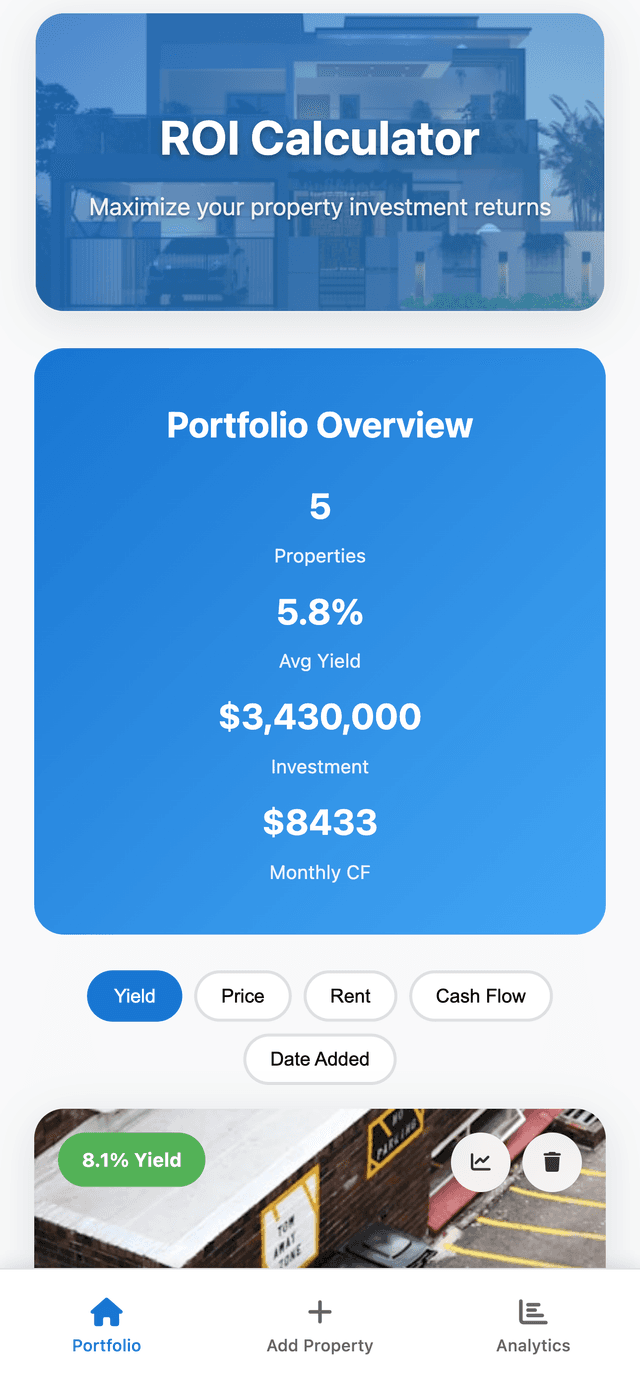 ROI Calculator
Maximize your property investment returns
Portfolio Overview
5
Properties
5.8%
Avg Yield
$3,430,000
Investment
$8433
Monthly CF
Yield
Price
Rent
Cash Flow
Date Added
8.1% Yield
NO
PARKING
TOW
AWAY
ZONE
Portfolio
Add Property
Analytics